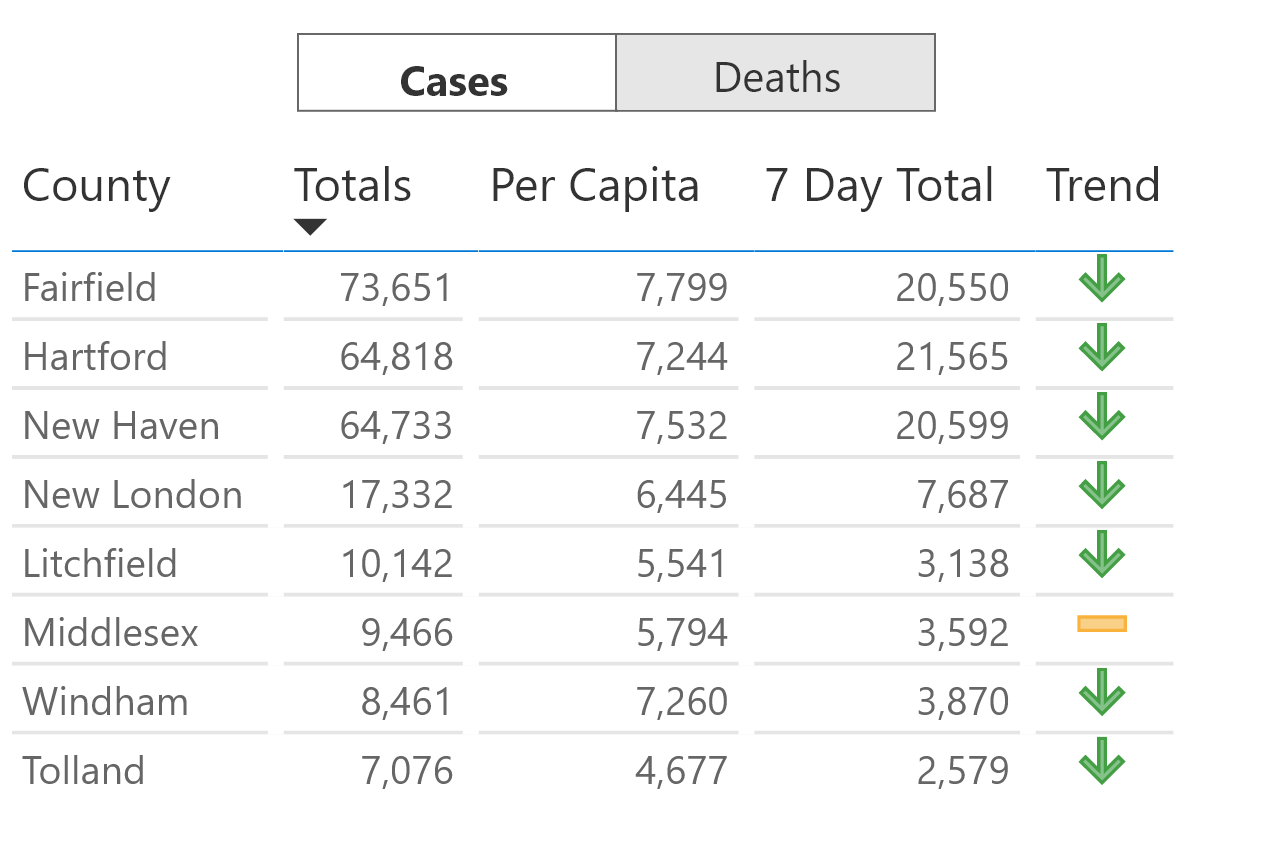 Cases Deaths
County Totals Per Capita 7 Day Total Trend
Fairfield 73,651 7,799 20,550
Hartford 64,818 7,244 21,565
New Haven 64,733 7,532 20,599
New London 17,332 6,445 7,687
Litchfield 10,142 5,541 3,138
Middlesex 9,466 5,794 3,592
Windham 8,461 7,260 3,870
Tolland 7,076 4,677 2,579